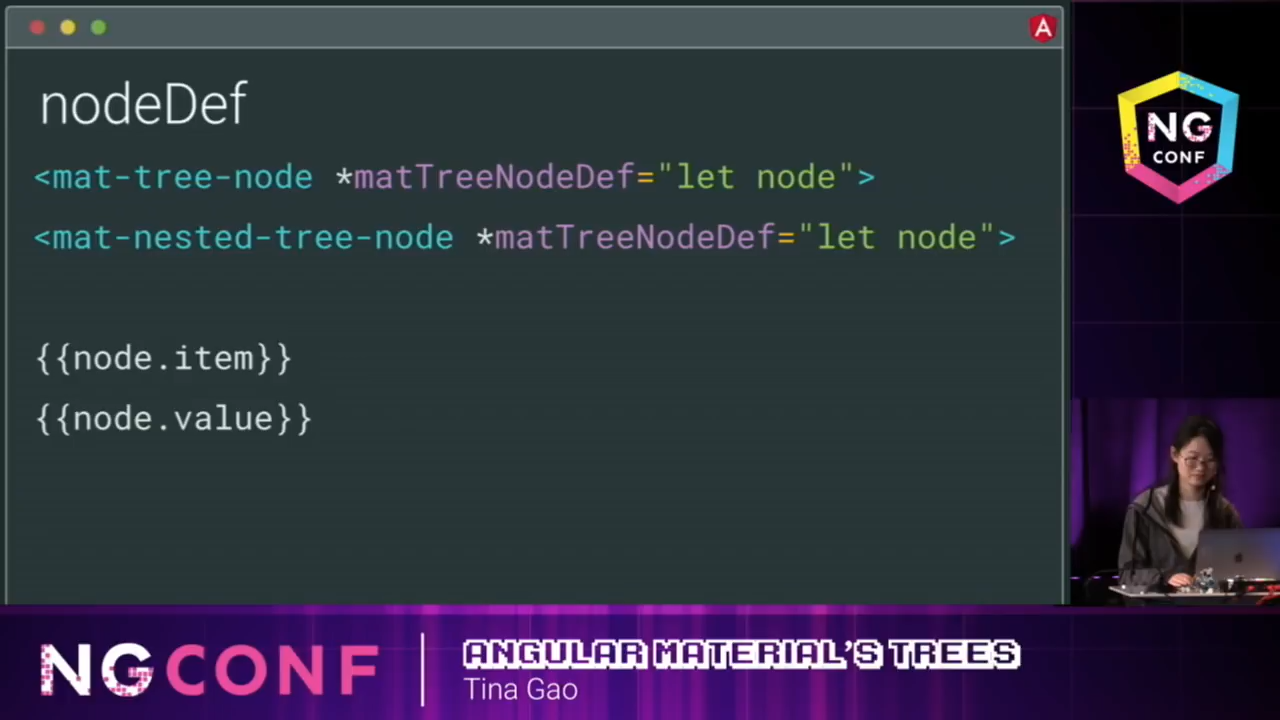 nodeDef
<mat-tree-node *matTreeNodeDef="let node">
<mat-nested-tree-node *matTreeNodeDef="let node">
{{node.item}}
{{node.value}}
NG
CONF
NGCONF
ANGULAR MATERIAL'S TREES
Tina Gao